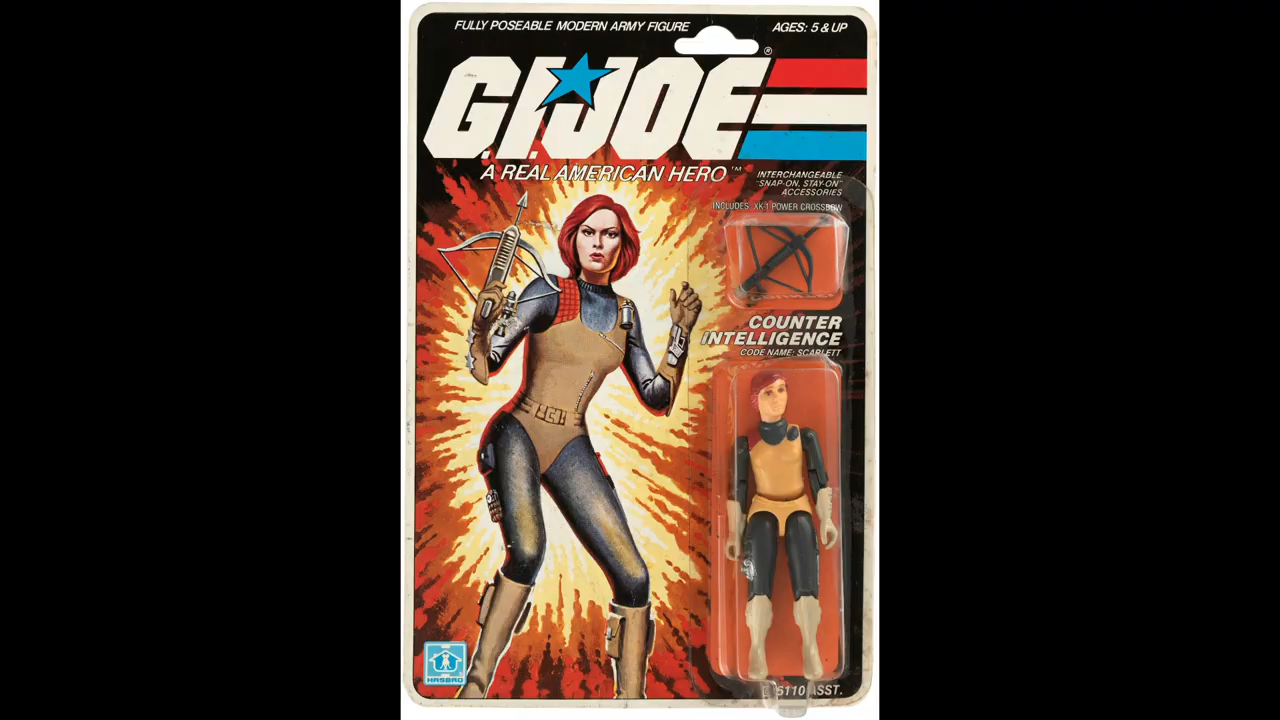 FULLY POSEABLE MODERN ARMY FIGURE
AGES: 5 & UP
G.I. JOE®
A REAL AMERICAN HERO™
INTERCHANGEABLE
"SNAP-ON, STAY-ON"
ACCESSORIES
INCLUDES: XK-1 POWER CROSSBOW
COUNTER
INTELLIGENCE
CODE NAME: SCARLETT
HASBRO
6110 ASST.